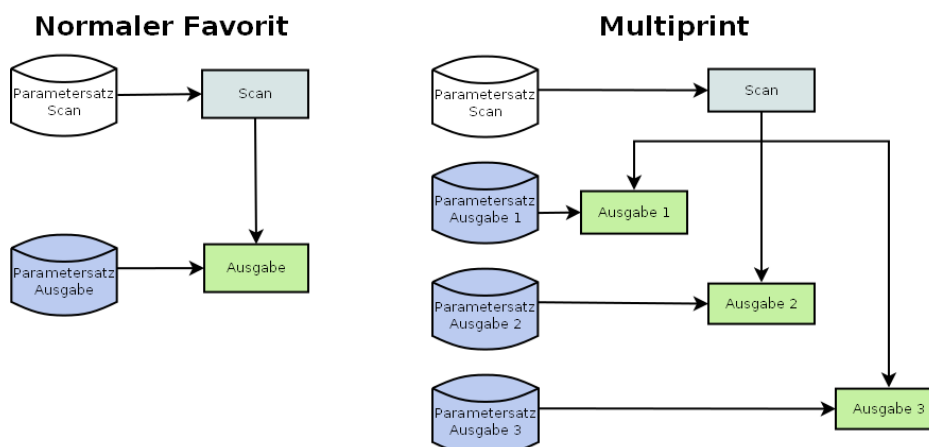 Normaler Favorit
Parametersatz
Scan
Scan
Parametersatz
Ausgabe
Ausgabe
Multiprint
Parametersatz
Scan
Scan
Parametersatz
Ausgabe 1
Ausgabe 1
Parametersatz
Ausgabe 2
Ausgabe 2
Parametersatz
Ausgabe 3
Ausgabe 3